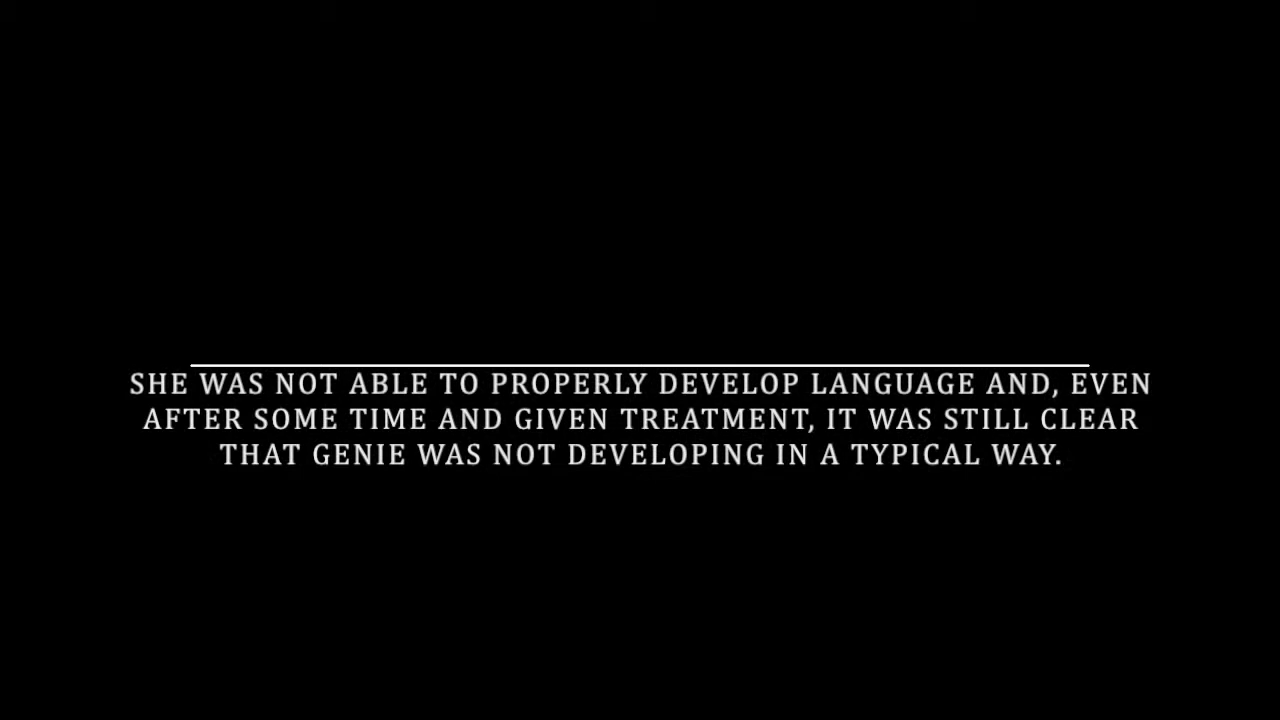 SHE WAS NOT ABLE TO PROPERLY DEVELOP LANGUAGE AND, EVEN
AFTER SOME TIME AND GIVEN TREATMENT, IT WAS STILL CLEAR
THAT GENIE WAS NOT DEVELOPING IN A TYPICAL WAY.